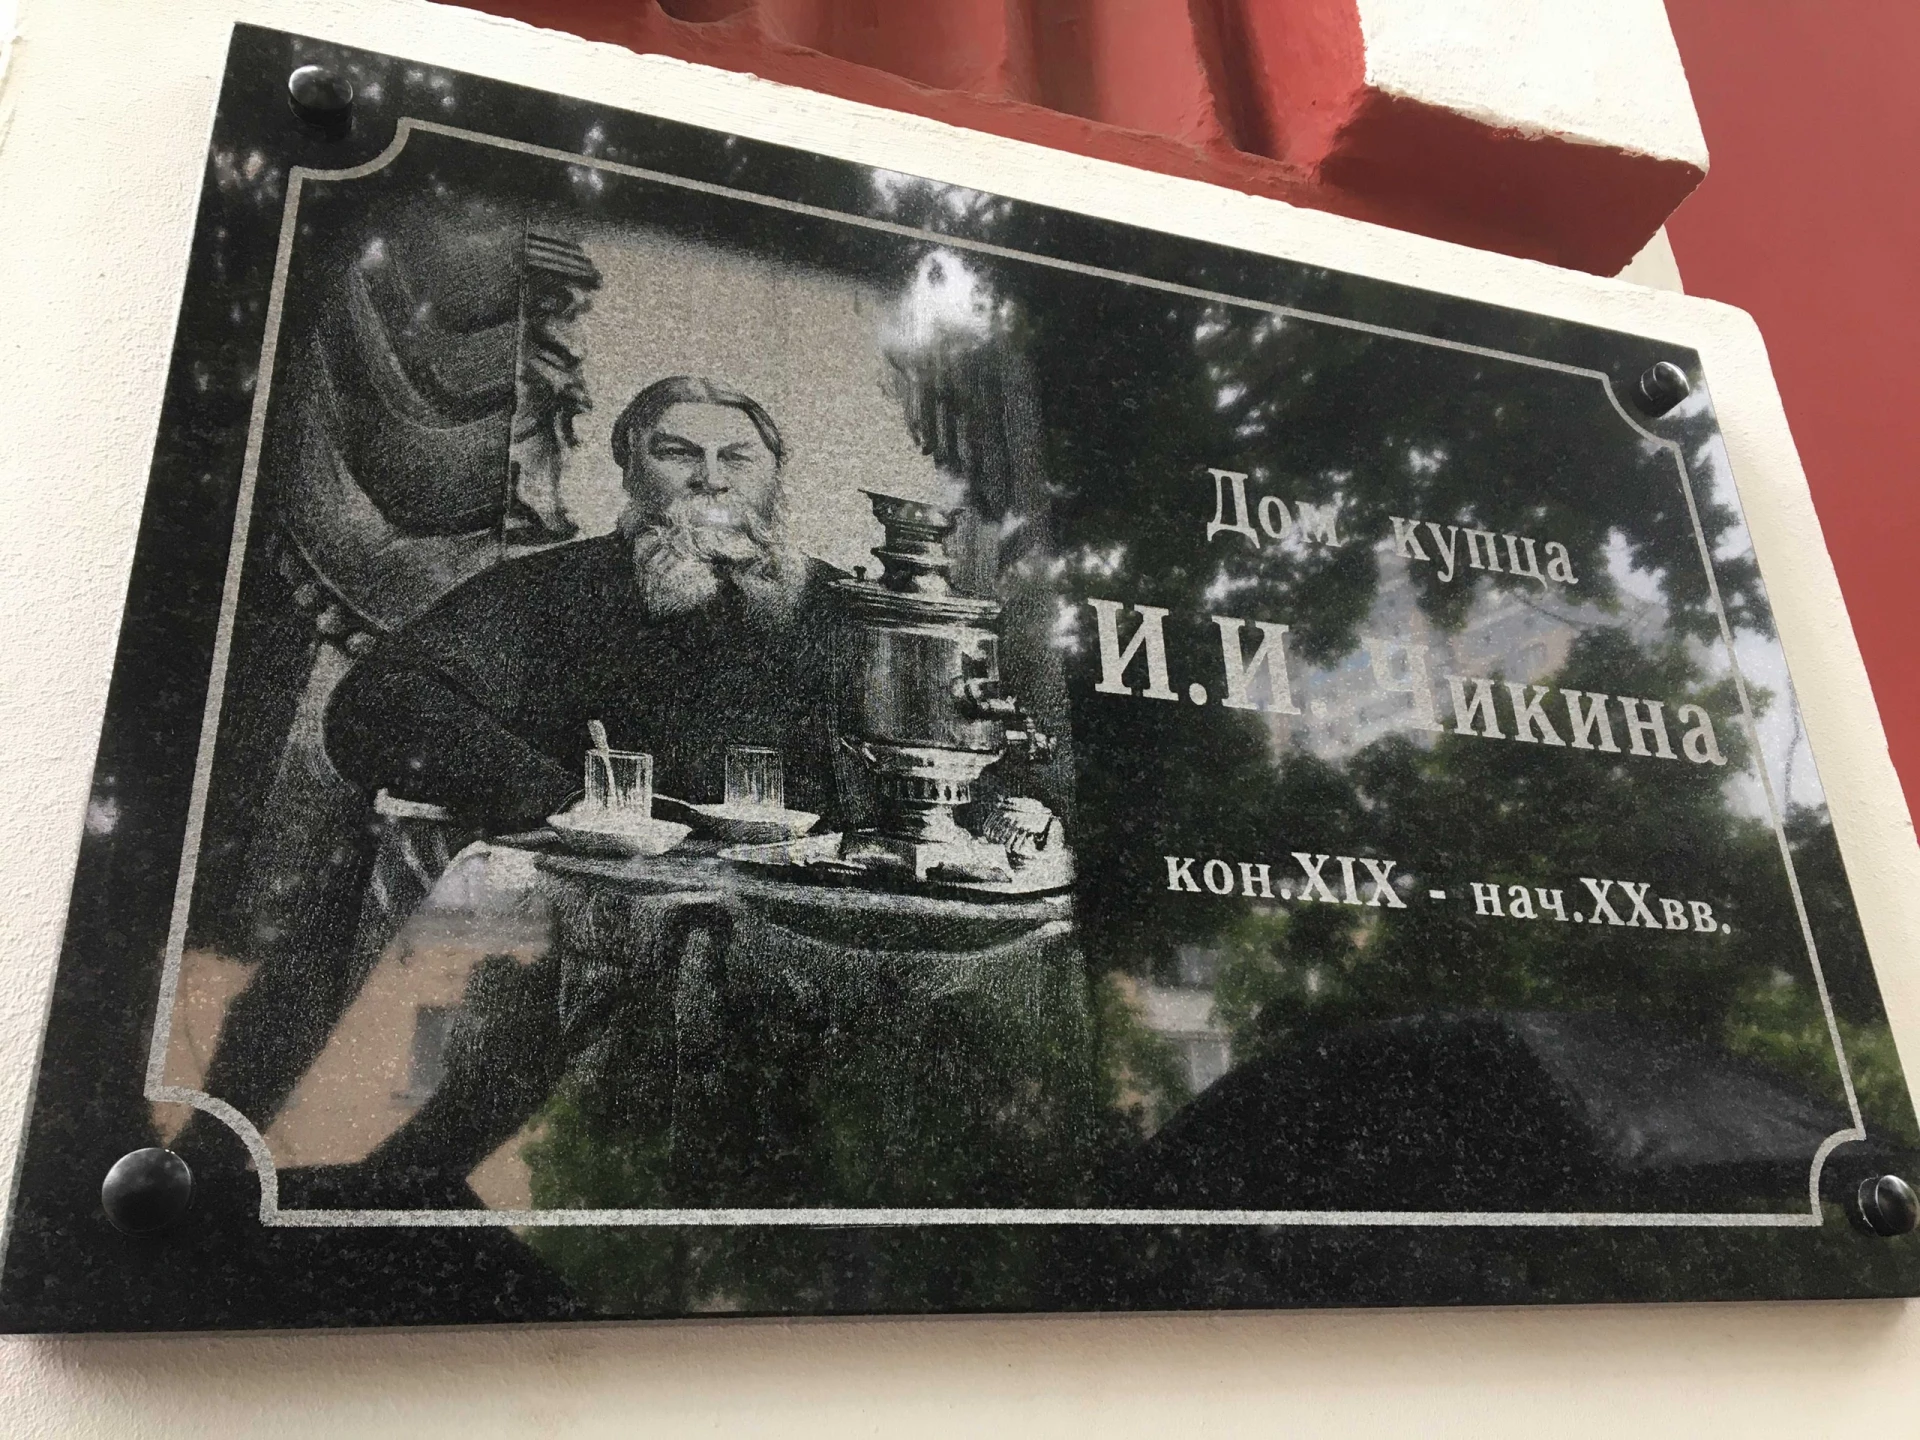 Дом купца
И.И. Чикина
кон.XIX - нач.XXвв.